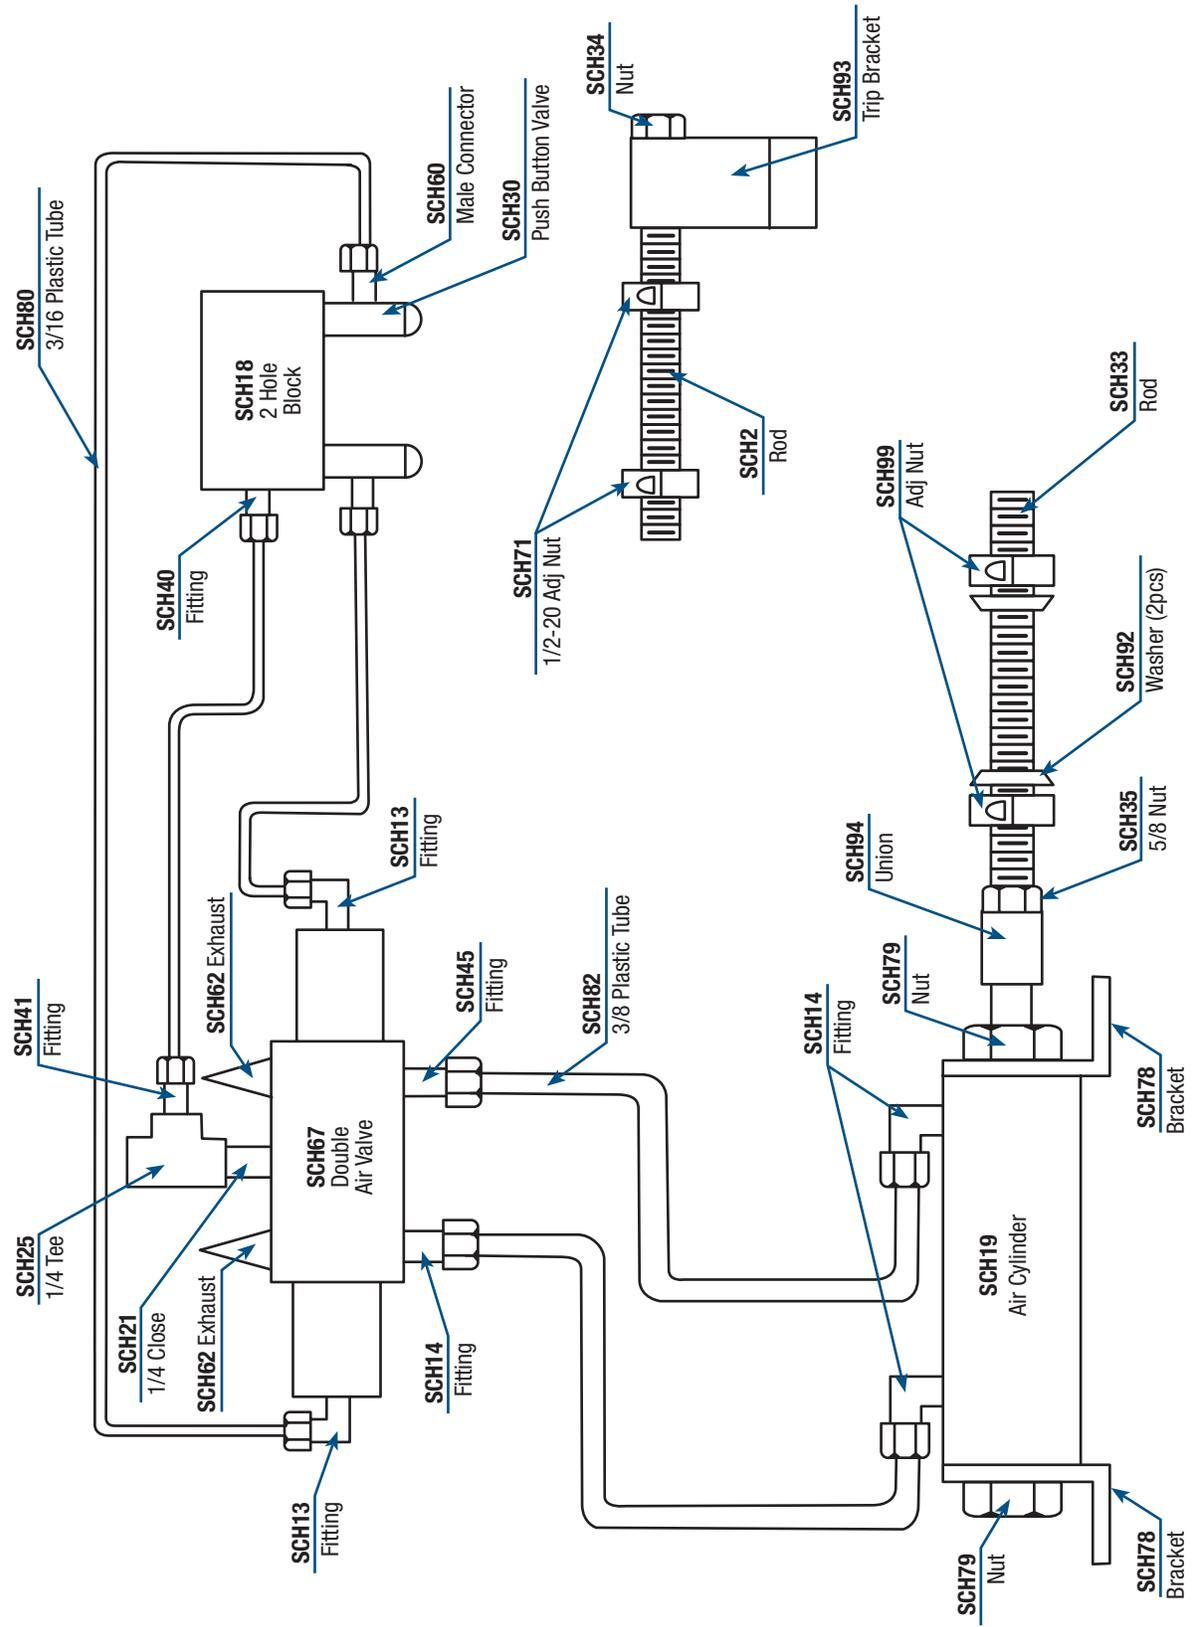 SCH80
3/16 Plastic Tube
SCH41
Fitting
SCH25
1/4 Tee
SCH21
1/4 Close
SCH62 Exhaust
SCH62 Exhaust
SCH40
Fitting
SCH18
2 Hole
Block
SCH60
Male Connector
SCH30
Push Button Valve
SCH13
Fitting
SCH67
Double
Air Valve
SCH13
Fitting
SCH14
Fitting
SCH45
Fitting
SCH82
3/8 Plastic Tube
SCH34
Nut
SCH93
Trip Bracket
SCH71
1/2-20 Adj Nut
SCH2
Rod
SCH14
Fitting
SCH79
Nut
SCH94
Union
SCH99
Adj Nut
SCH33
Rod
SCH92
Washer (2pcs)
SCH35
5/8 Nut
SCH19
Air Cylinder
SCH78
Bracket
SCH79
Nut
SCH78
Bracket